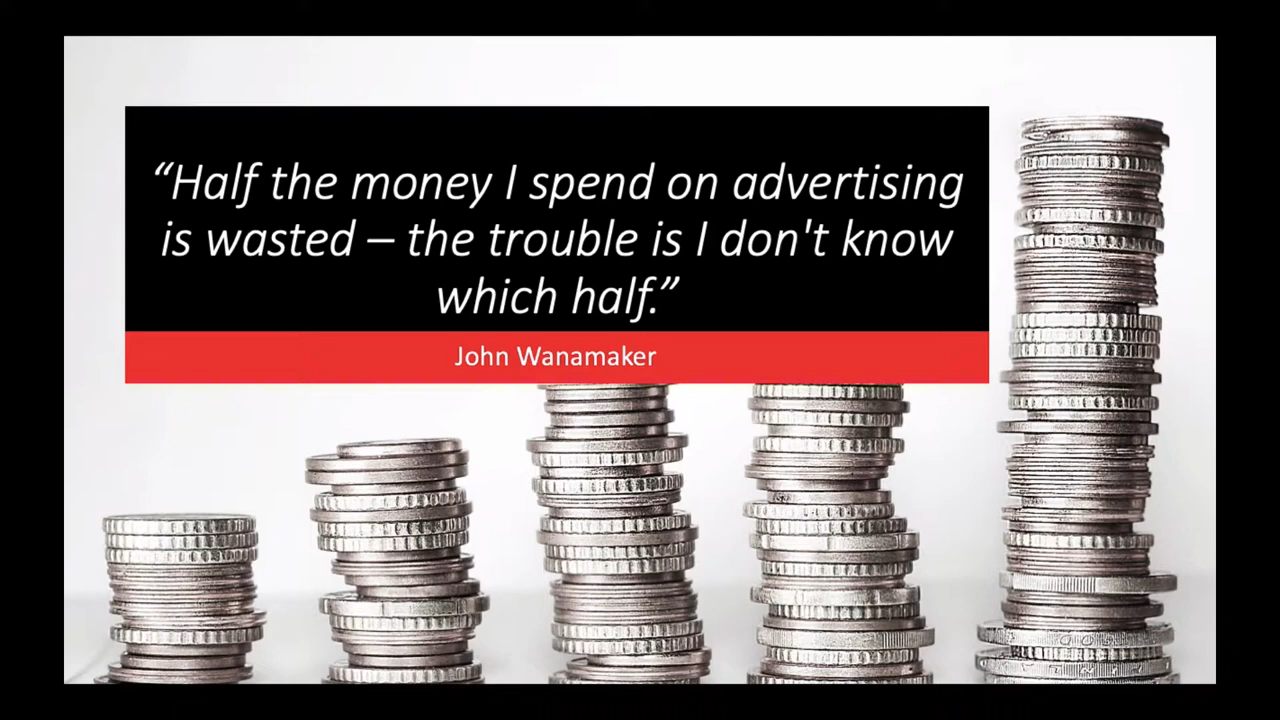 “Half the money I spend on advertising
is wasted – the trouble is I don't know
which half.”
John Wanamaker